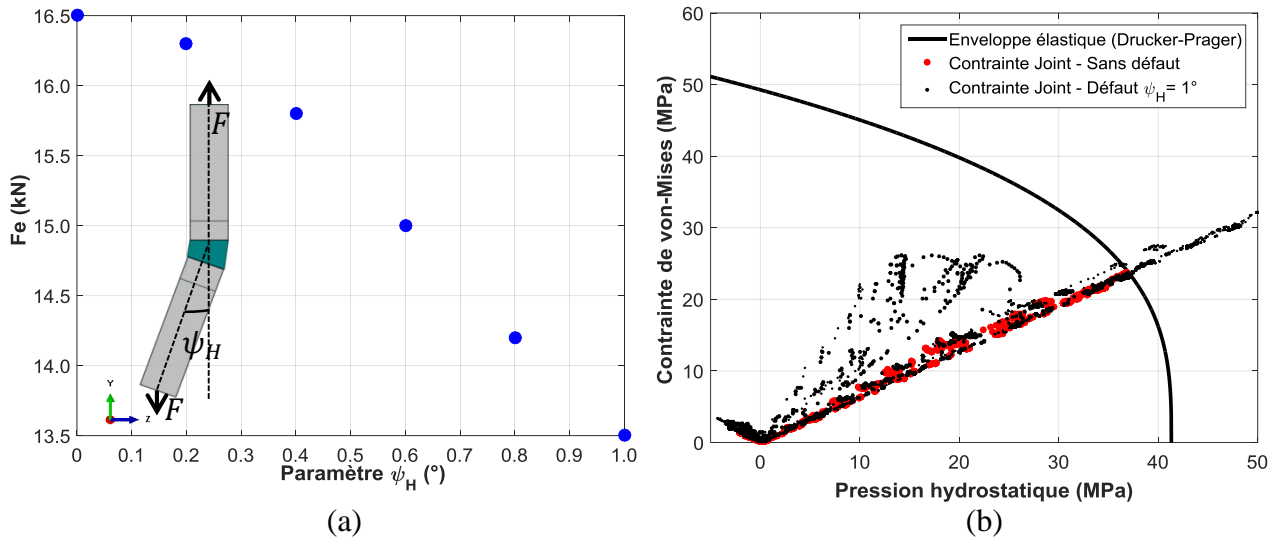 16.5
16.0
15.5
15.0
14.5
14.0
13.5
Fe (kN)
0 0.1 0.2 0.3 0.4 0.5 0.6 0.7 0.8 0.9 1.0
Paramètre ψ_H (°)
F
ψ_H
F
Y
Z
(a)
60
50
40
30
20
10
0
Contrainte de von-Mises (MPa)
Enveloppe élastique (Drucker-Prager)
Contrainte Joint - Sans défaut
Contrainte Joint - Défaut ψ_H= 1°
0 10 20 30 40 50
Pression hydrostatique (MPa)
(b)